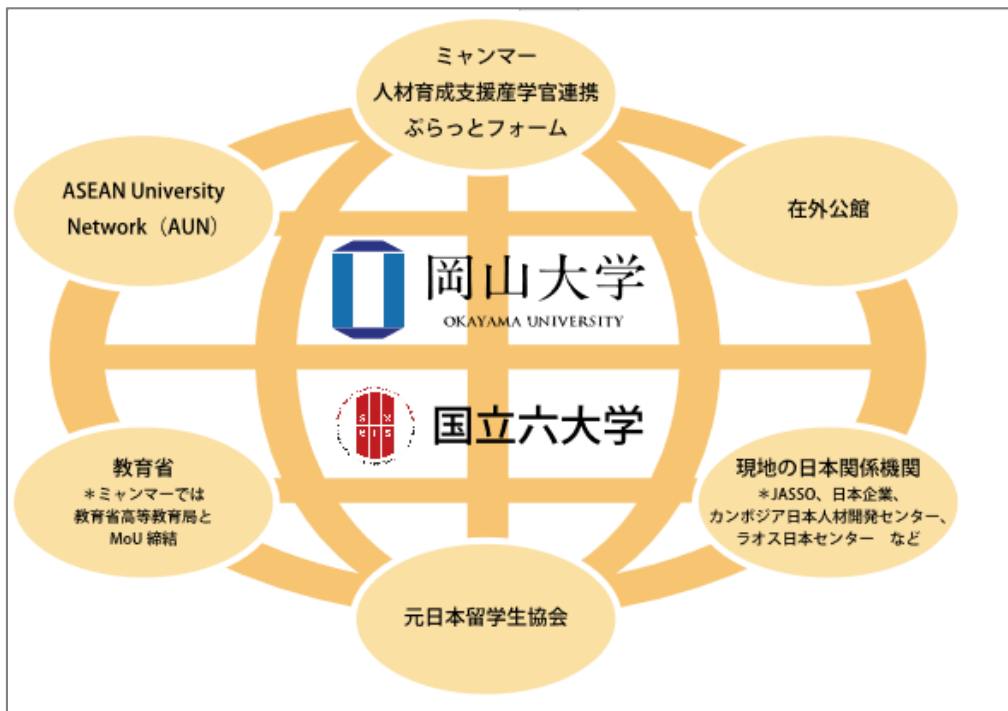 ミャンマー
人材育成支援産学官連携
ぷらっとフォーム
ASEAN University
Network（AUN）
在外公館
岡山大学
OKAYAMA UNIVERSITY
SIX
国立六大学
教育省
＊ミャンマーでは
教育省高等教育局と
MoU 締結
現地の日本関係機関
＊JASSO、日本企業、
カンボジア日本人材開発センター、
ラオス日本センター　など
元日本留学生協会